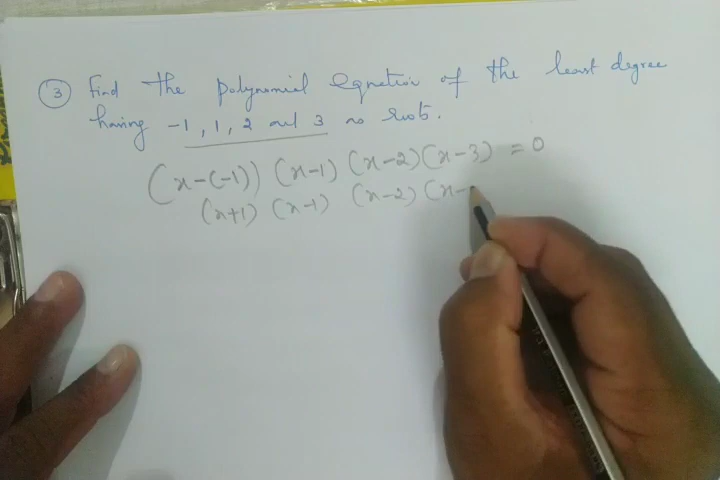 3 Find the polynomial equation of the least degree
having -1, 1, 2 and 3 as roots.
(x-(-1)) (x-1) (x-2)(x-3) = 0
(x+1) (x-1) (x-2) (x-